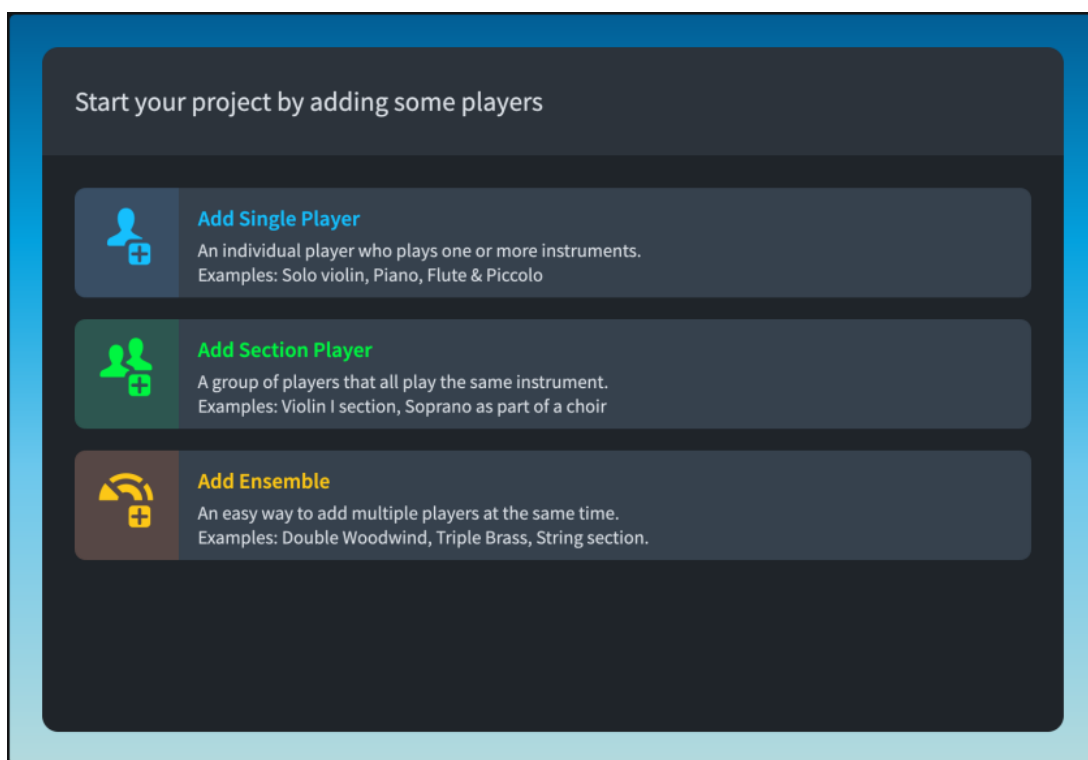 Start your project by adding some players
Add Single Player
An individual player who plays one or more instruments.
Examples: Solo violin, Piano, Flute & Piccolo
Add Section Player
A group of players that all play the same instrument.
Examples: Violin I section, Soprano as part of a choir
Add Ensemble
An easy way to add multiple players at the same time.
Examples: Double Woodwind, Triple Brass, String section.